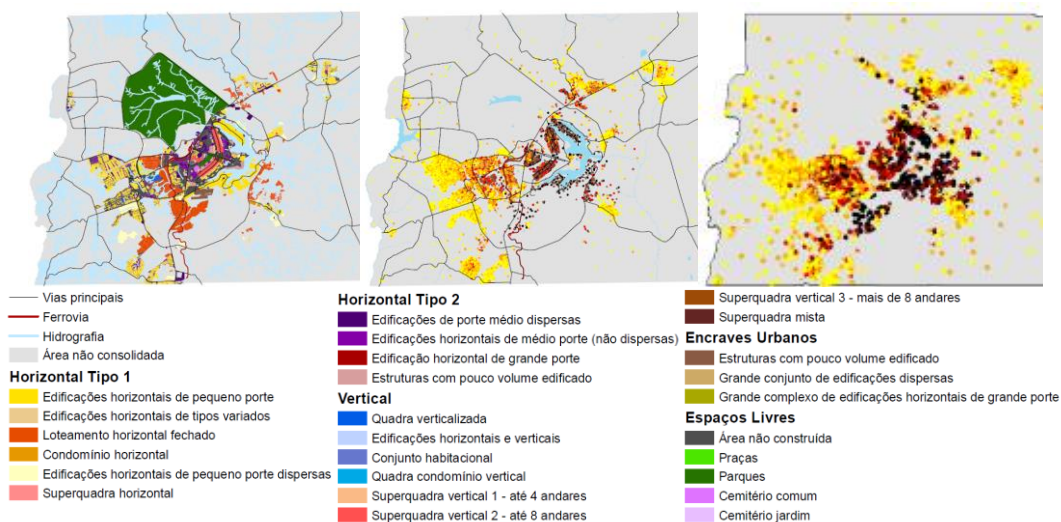 Vias principais
Ferrovia
Hidrografia
Área não consolidada
Horizontal Tipo 1
Edificações horizontais de pequeno porte
Edificações horizontais de tipos variados
Loteamento horizontal fechado
Condomínio horizontal
Edificações horizontais de pequeno porte dispersas
Superquadra horizontal
Horizontal Tipo 2
Edificações de porte médio dispersas
Edificações horizontais de médio porte (não dispersas)
Edificação horizontal de grande porte
Estruturas com pouco volume edificado
Vertical
Quadra verticalizada
Edificações horizontais e verticais
Conjunto habitacional
Quadra condomínio vertical
Superquadra vertical 1 - até 4 andares
Superquadra vertical 2 - até 8 andares
Superquadra vertical 3 - mais de 8 andares
Superquadra mista
Encraves Urbanos
Estruturas com pouco volume edificado
Grande conjunto de edificações dispersas
Grande complexo de edificações horizontais de grande porte
Espaços Livres
Área não construída
Praças
Parques
Cemitério comum
Cemitério jardim